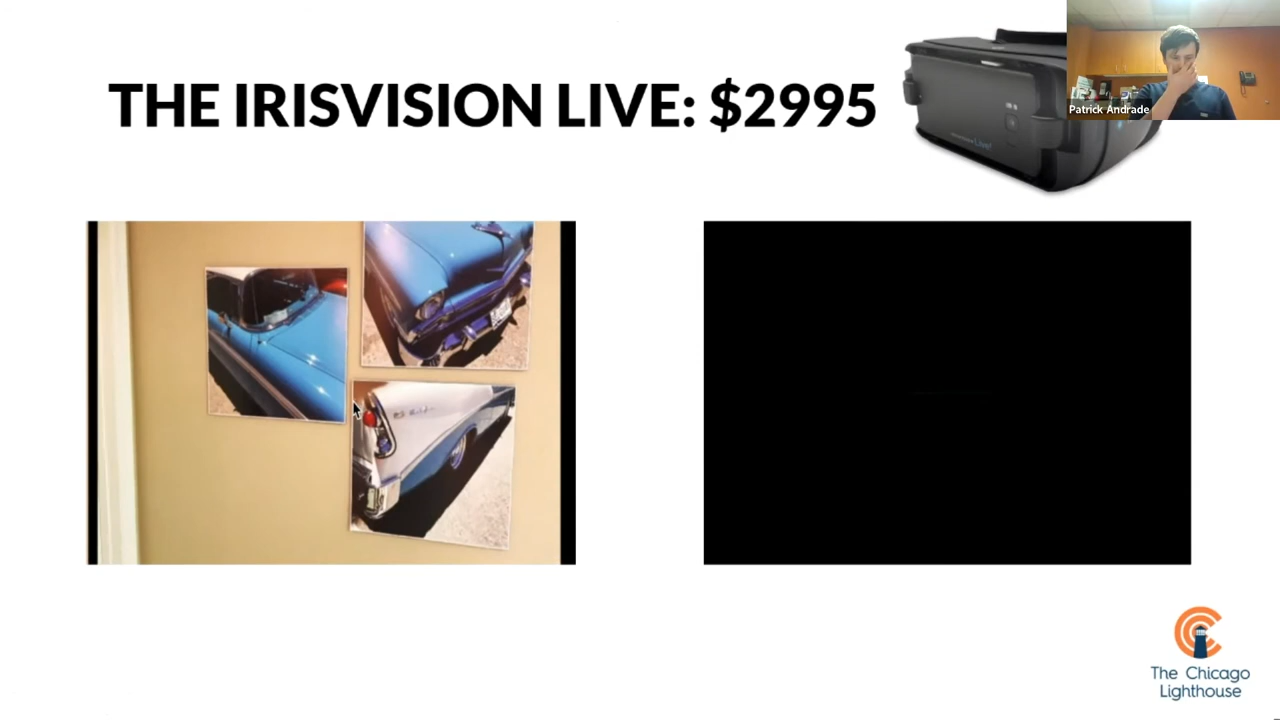 THE IRISVISION LIVE: $2995
Patrick Andrade
The Chicago
Lighthouse